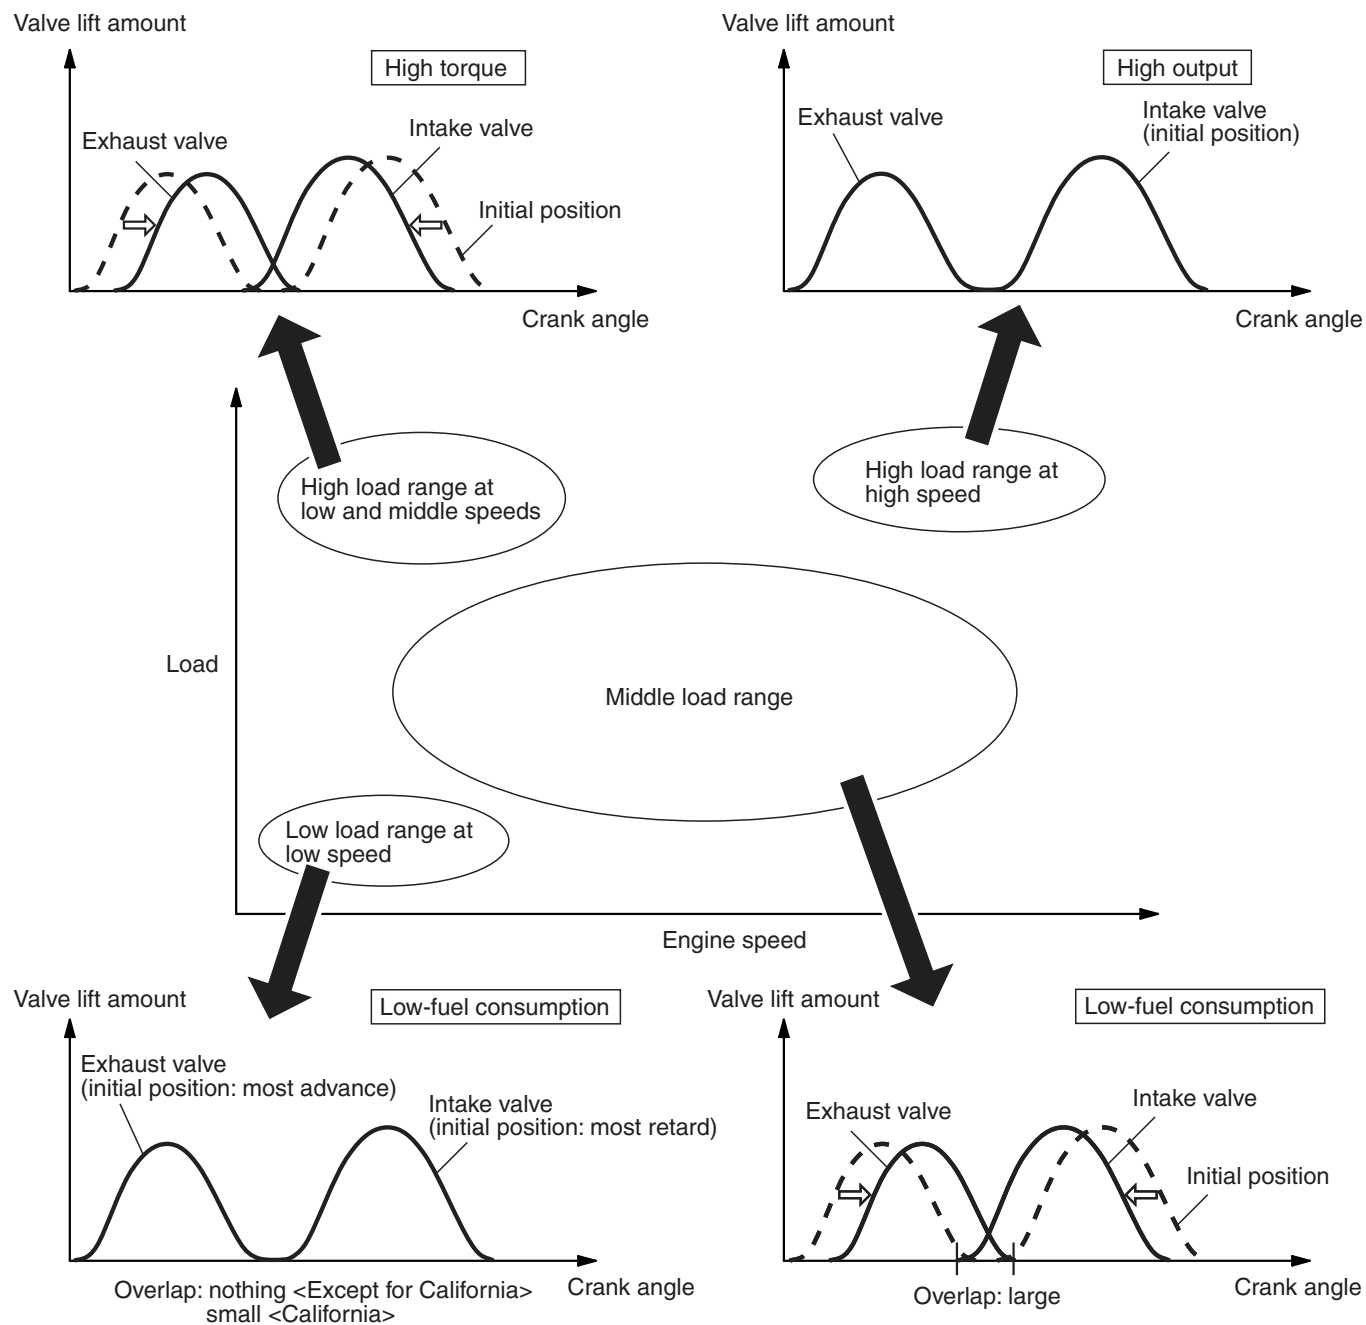 Valve lift amount
High torque
Exhaust valve
Intake valve
Initial position
Crank angle
Valve lift amount
High output
Exhaust valve
Intake valve
(initial position)
Crank angle
High load range at
low and middle speeds
High load range at
high speed
Load
Middle load range
Low load range at
low speed
Engine speed
Valve lift amount
Low-fuel consumption
Exhaust valve
(initial position: most advance)
Intake valve
(initial position: most retard)
Overlap: nothing <Except for California>
small <California>
Crank angle
Valve lift amount
Low-fuel consumption
Exhaust valve
Intake valve
Initial position
Overlap: large
Crank angle